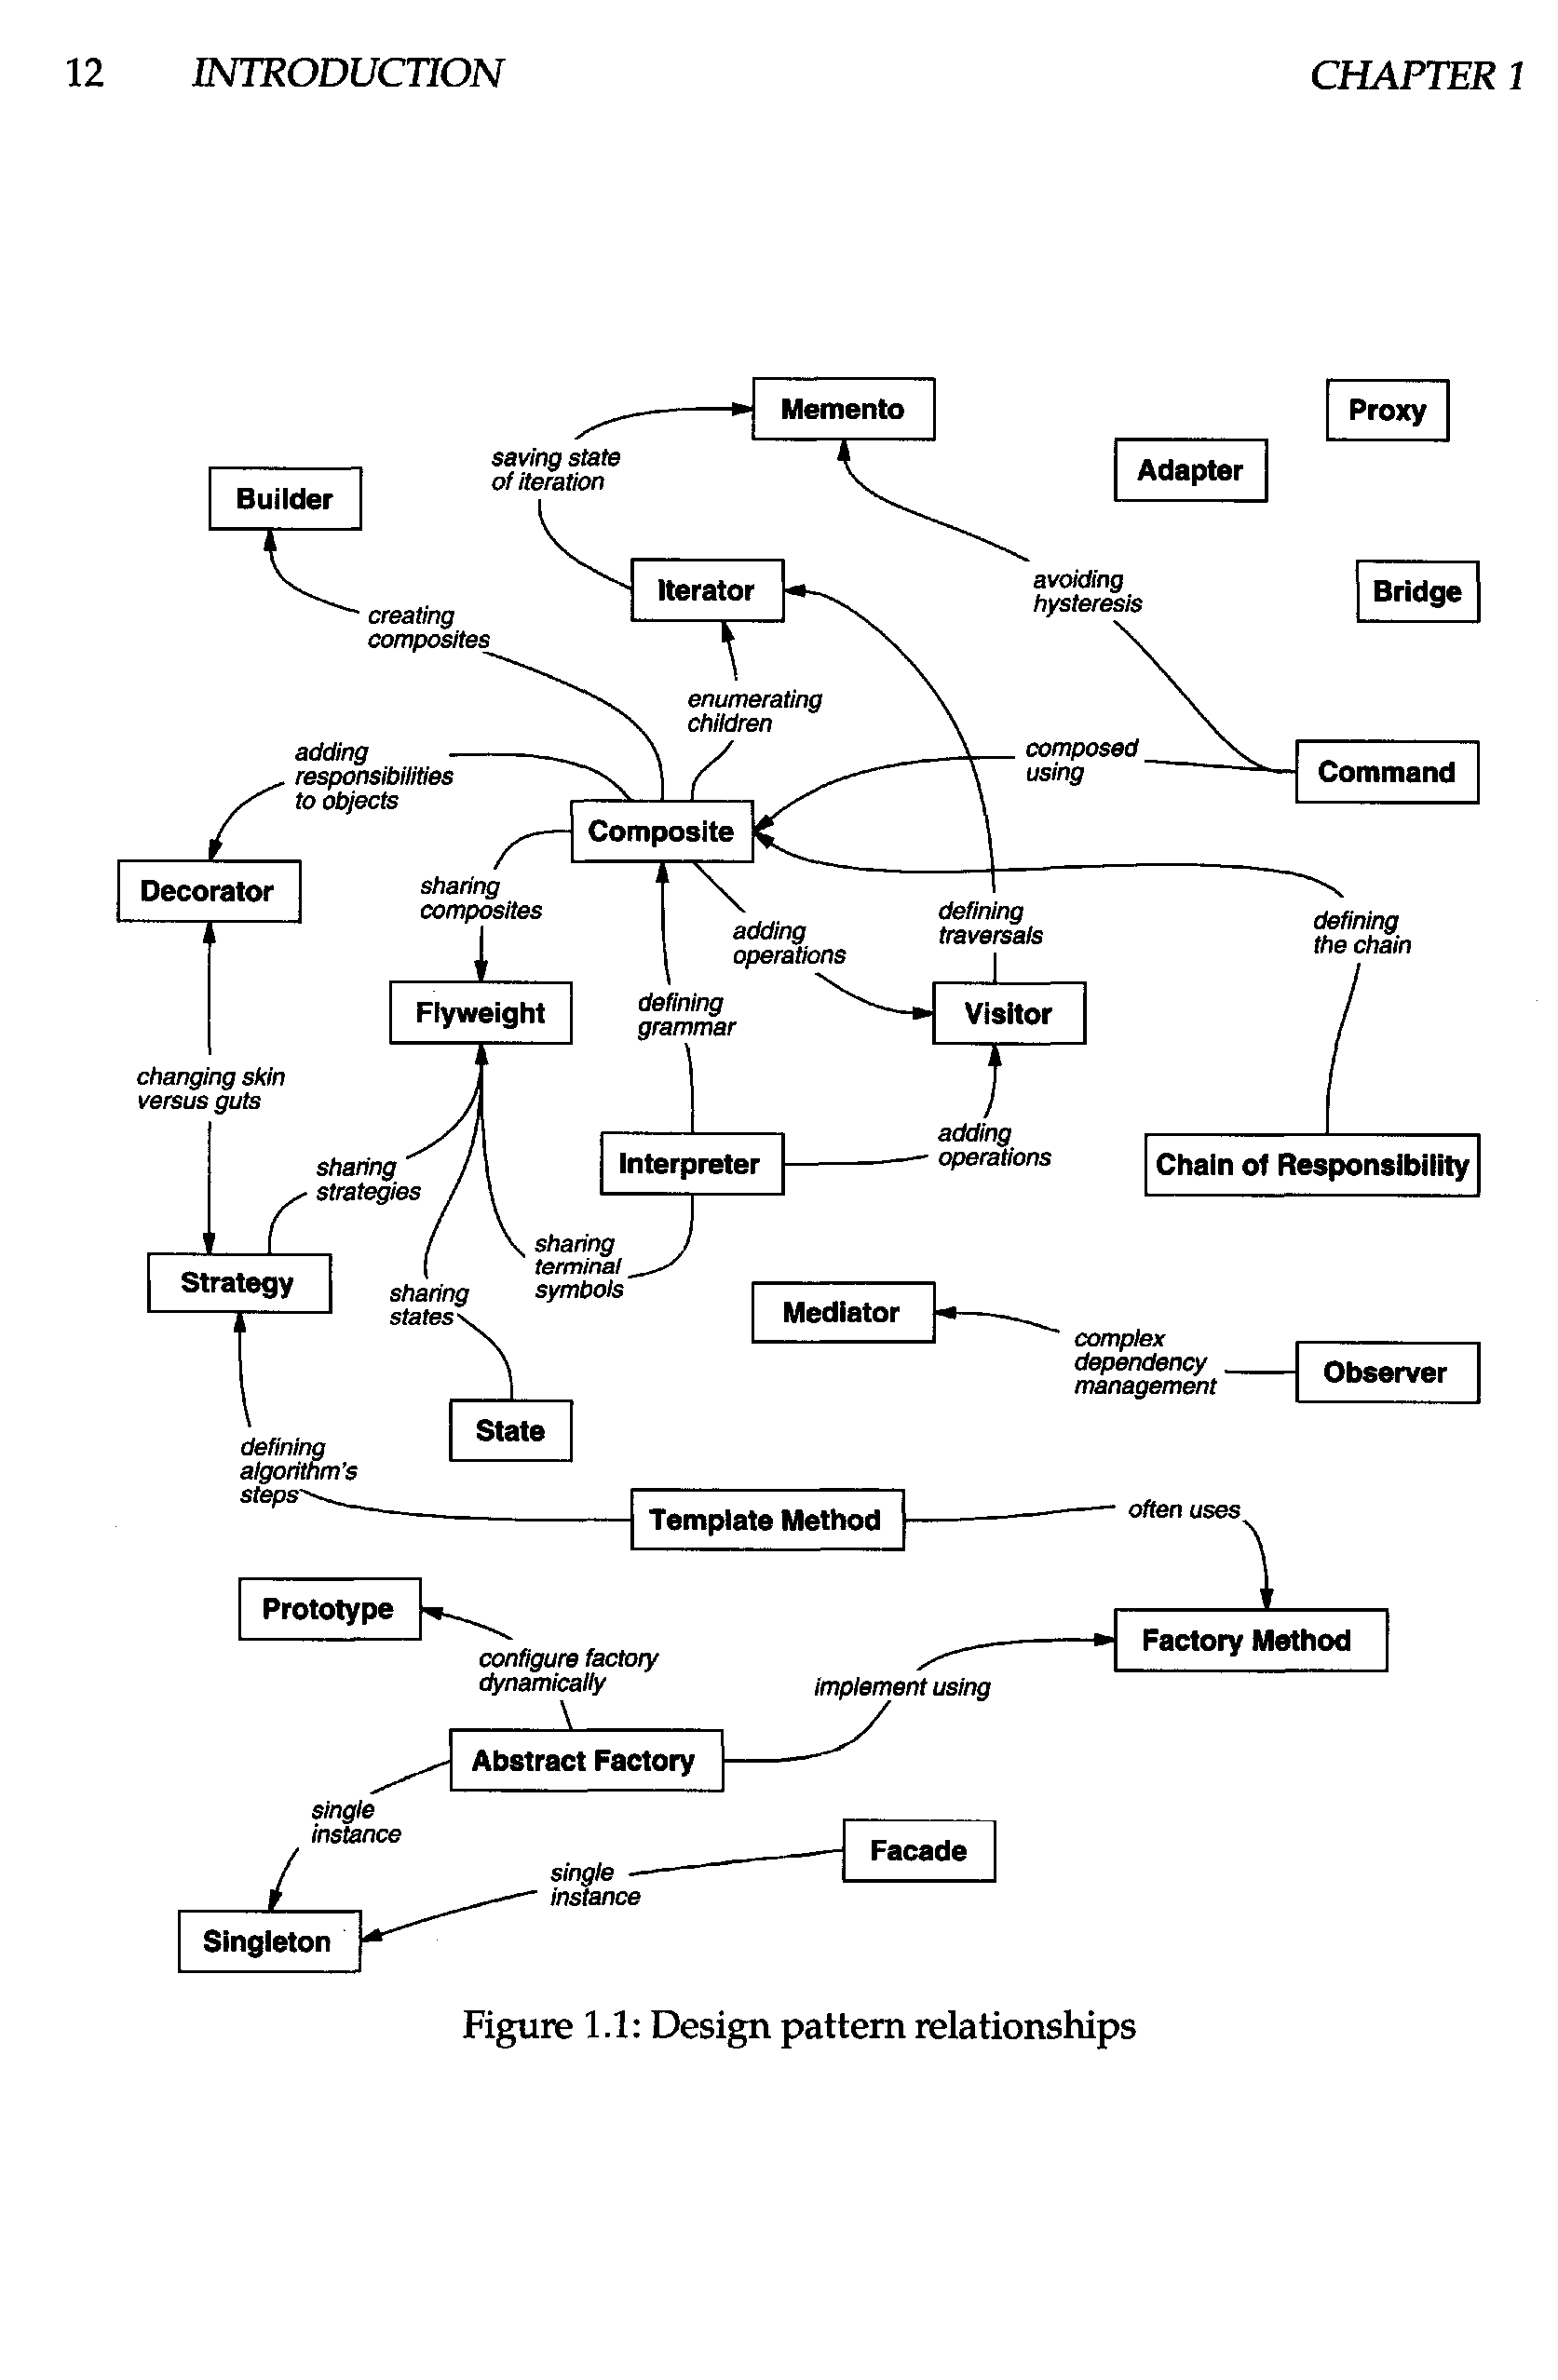 12 INTRODUCTION CHAPTER 1
Memento
Proxy
Adapter
saving state
of iteration
Builder
Iterator
avoiding
hysteresis
Bridge
creating
composites
enumerating
children
adding
responsibilities
to objects
composed
using
Command
Composite
Decorator
sharing
composites
adding
operations
defining
traversals
defining
the chain
Flyweight
defining
grammar
Visitor
changing skin
versus guts
sharing
strategies
Interpreter
adding
operations
Chain of Responsibility
Strategy
sharing
states
sharing
terminal
symbols
Mediator
complex
dependency
management
Observer
State
defining
algorithm's
steps
Template Method
often uses
Prototype
Factory Method
configure factory
dynamically
implement using
Abstract Factory
single
instance
Facade
single
instance
Singleton
Figure 1.1: Design pattern relationships